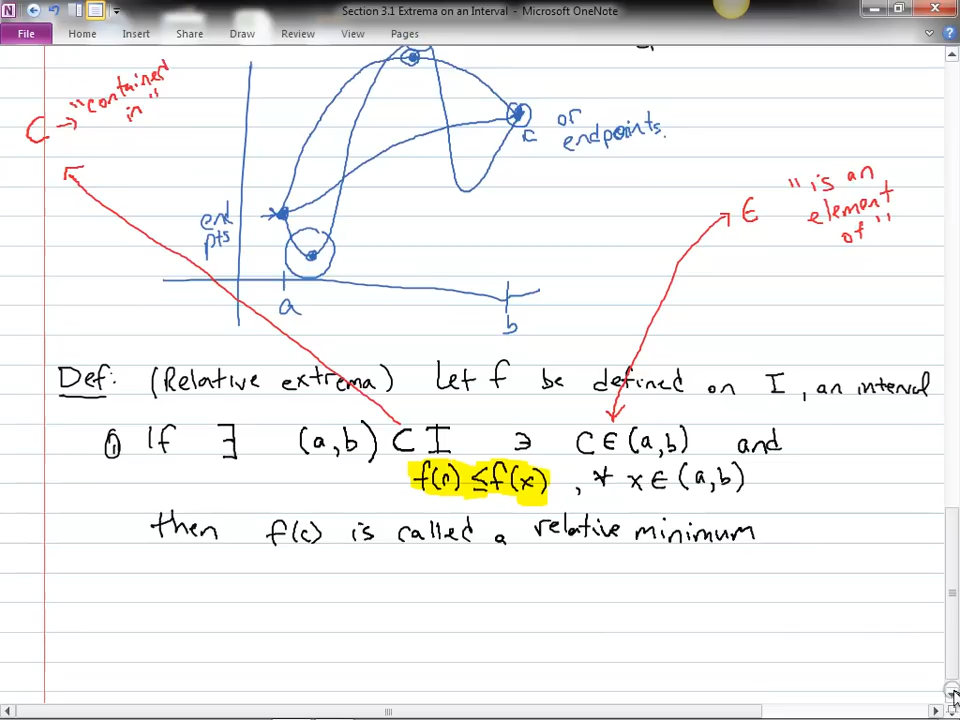 Section 3.1 Extrema on an Interval - Microsoft OneNote
File Home Insert Share Draw Review Ranges View Pages
⊂ → "contained
in"
or
endpoints.
end
pts
a
b
∈ "is an
element
of"
Def: (Relative extrema) Let f be defined on I, an interval
① If ∃ (a,b) ⊂ I ∋ c ∈ (a,b) and
f(c) ≤ f(x), ∀ x ∈ (a,b)
then f(c) is called a relative minimum